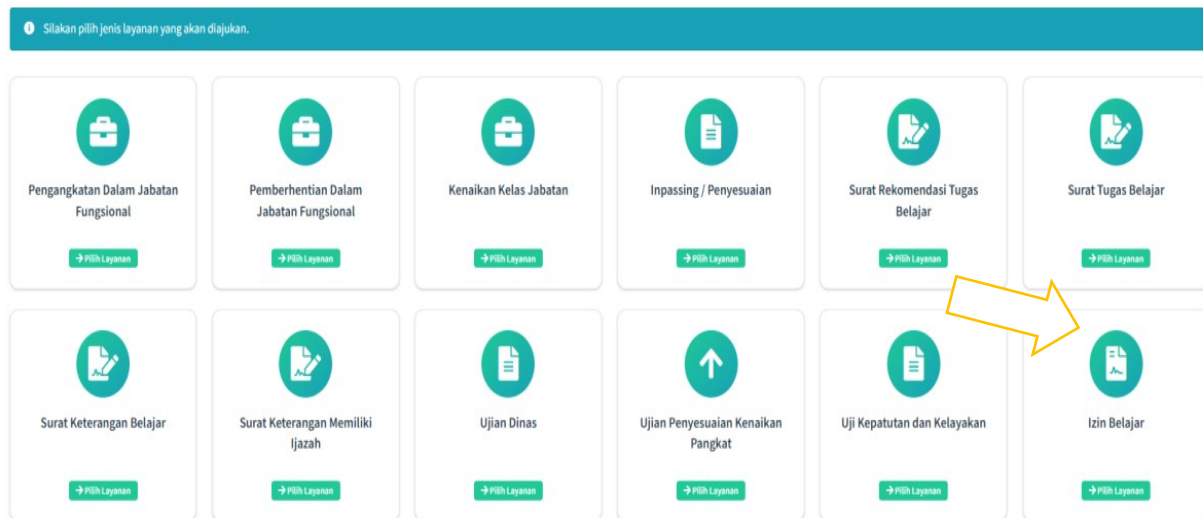 Silakan pilih jenis layanan yang akan diajukan.
Pengangkatan Dalam Jabatan
Fungsional
Pilih Layanan
Pemberhentian Dalam
Jabatan Fungsional
Pilih Layanan
Kenaikan Kelas Jabatan
Pilih Layanan
Inpassing / Penyesuaian
Pilih Layanan
Surat Rekomendasi Tugas
Belajar
Pilih Layanan
Surat Tugas Belajar
Pilih Layanan
Surat Keterangan Belajar
Pilih Layanan
Surat Keterangan Memiliki
Ijazah
Pilih Layanan
Ujian Dinas
Pilih Layanan
Ujian Penyesuaian Kenaikan
Pangkat
Pilih Layanan
Uji Kepatutan dan Kelayakan
Pilih Layanan
Izin Belajar
Pilih Layanan